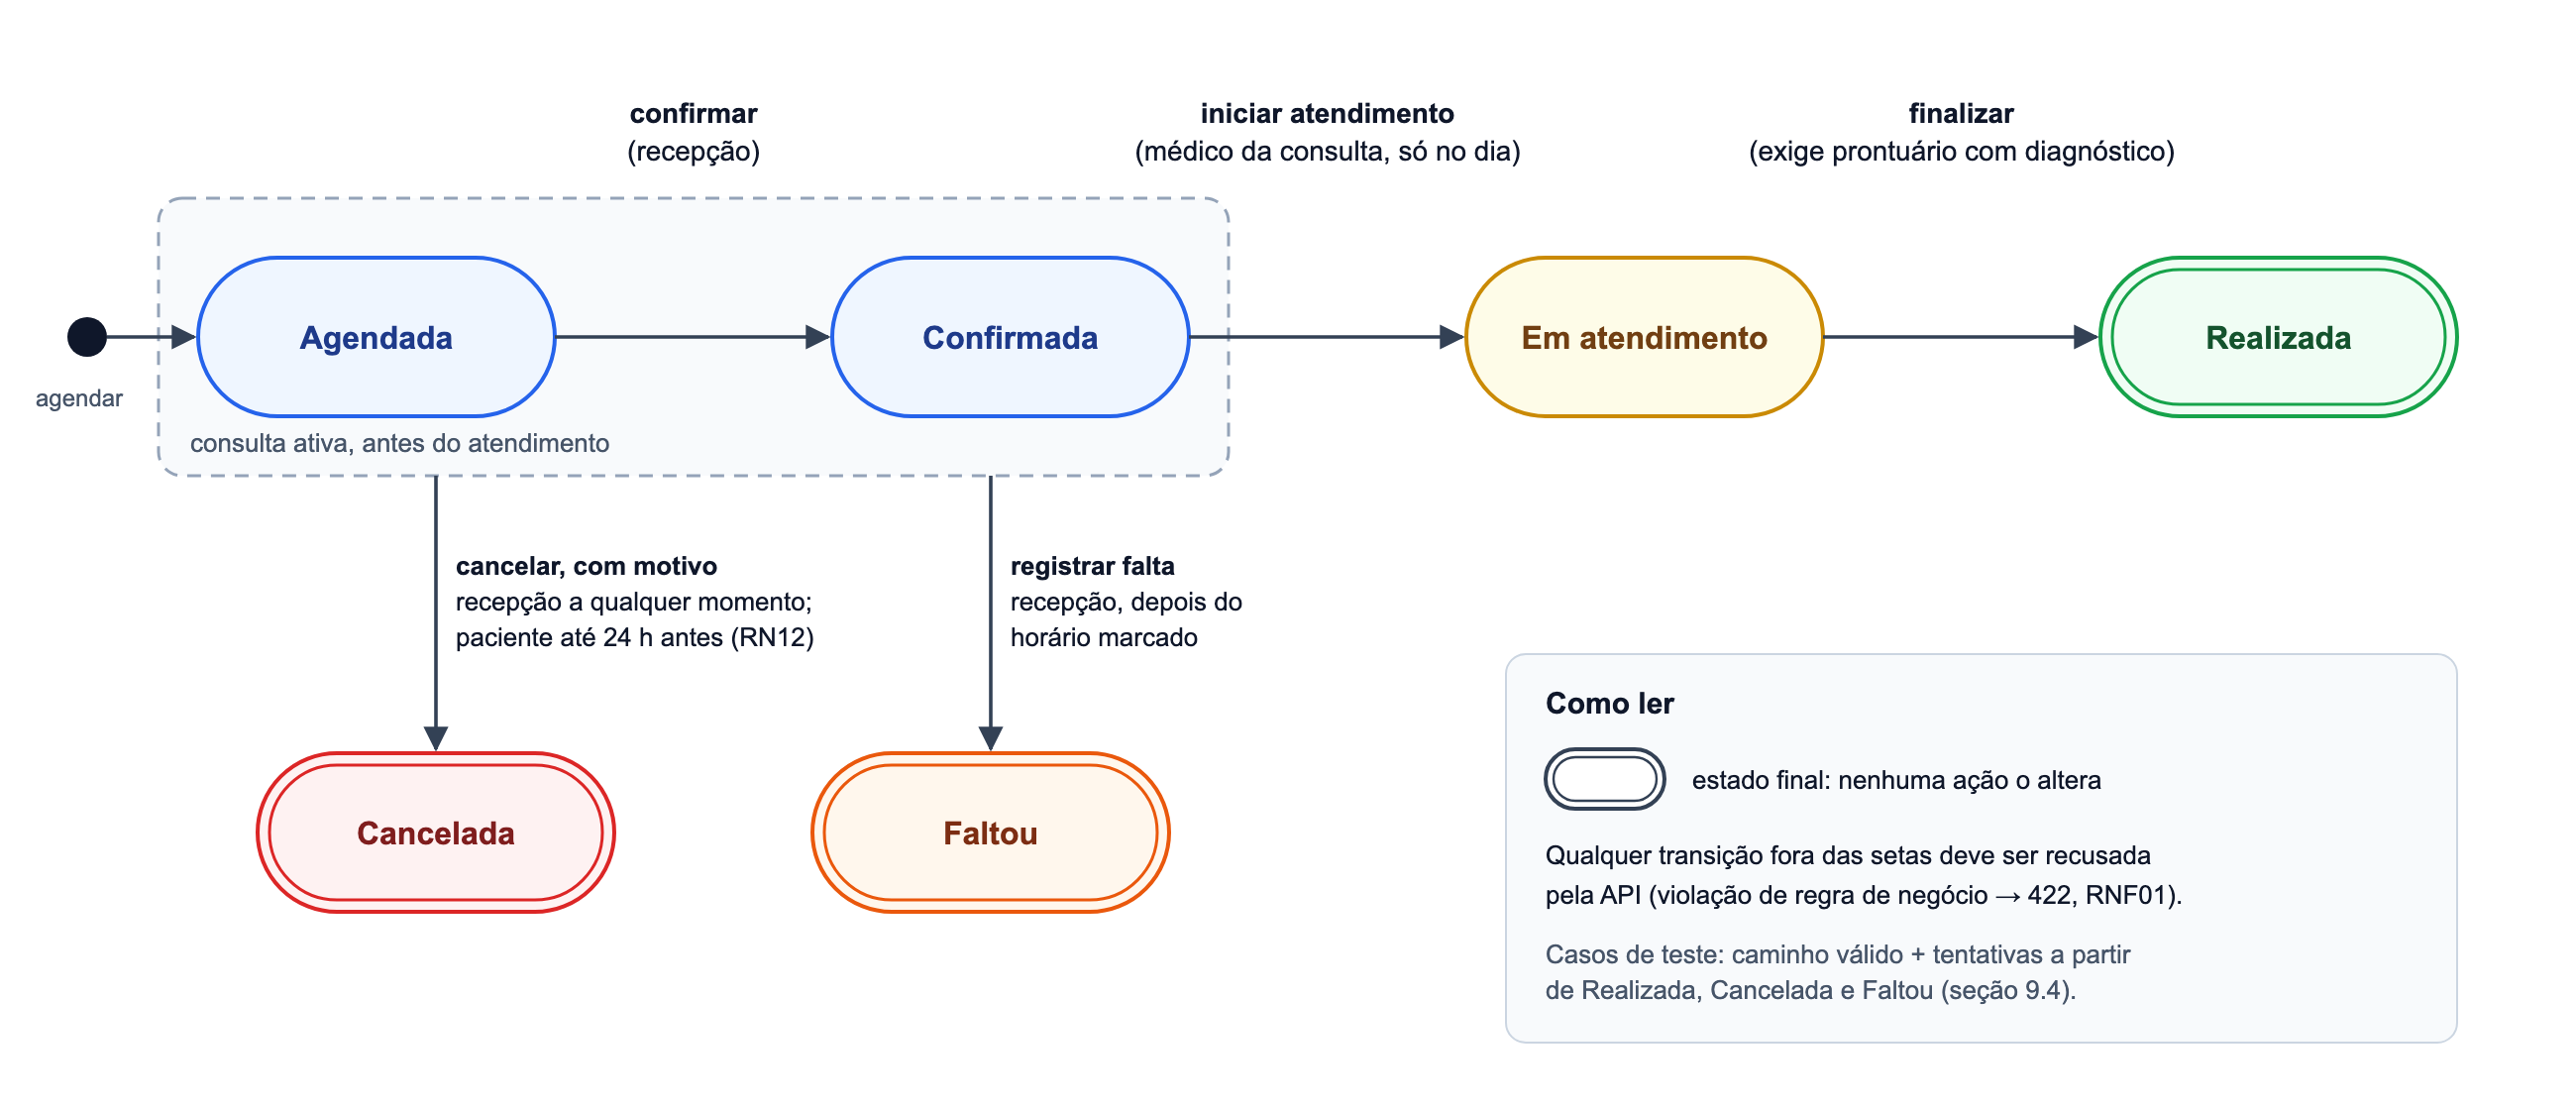 confirmar
(recepção)
iniciar atendimento
(médico da consulta, só no dia)
finalizar
(exige prontuário com diagnóstico)
agendar
Agendada
Confirmada
Em atendimento
Realizada
consulta ativa, antes do atendimento
cancelar, com motivo
recepção a qualquer momento;
paciente até 24 h antes (RN12)
registrar falta
recepção, depois do
horário marcado
Cancelada
Faltou
Como ler
estado final: nenhuma ação o altera
Qualquer transição fora das setas deve ser recusada
pela API (violação de regra de negócio → 422, RNF01).
Casos de teste: caminho válido + tentativas a partir
de Realizada, Cancelada e Faltou (seção 9.4).